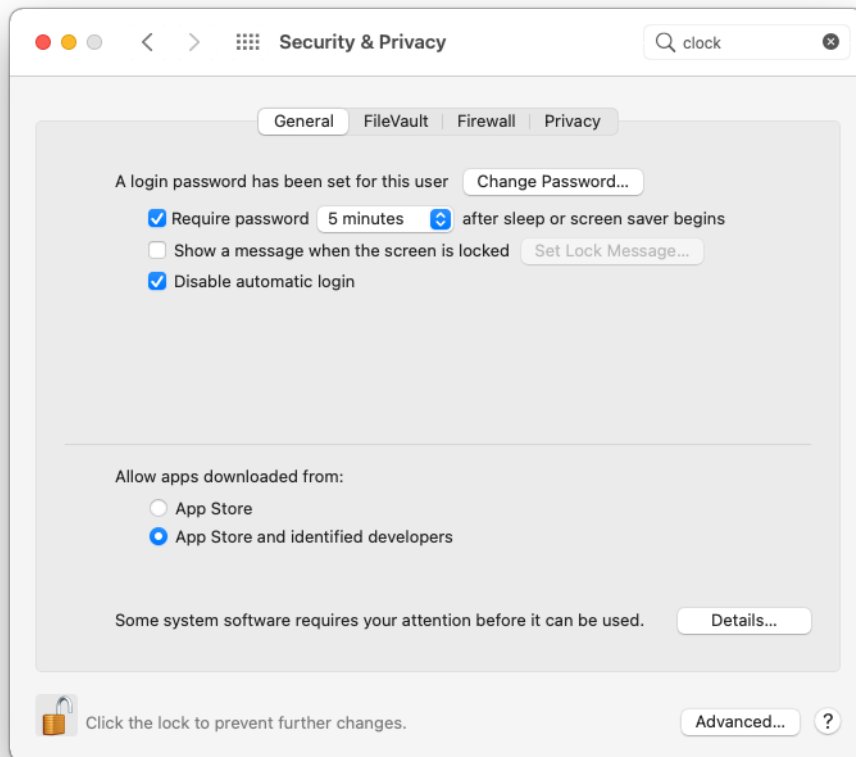 Security & Privacy
clock
General FileVault Firewall Privacy
A login password has been set for this user Change Password...
Require password 5 minutes after sleep or screen saver begins
Show a message when the screen is locked Set Lock Message...
Disable automatic login
Allow apps downloaded from:
App Store
App Store and identified developers
Some system software requires your attention before it can be used. Details...
Click the lock to prevent further changes. Advanced... ?